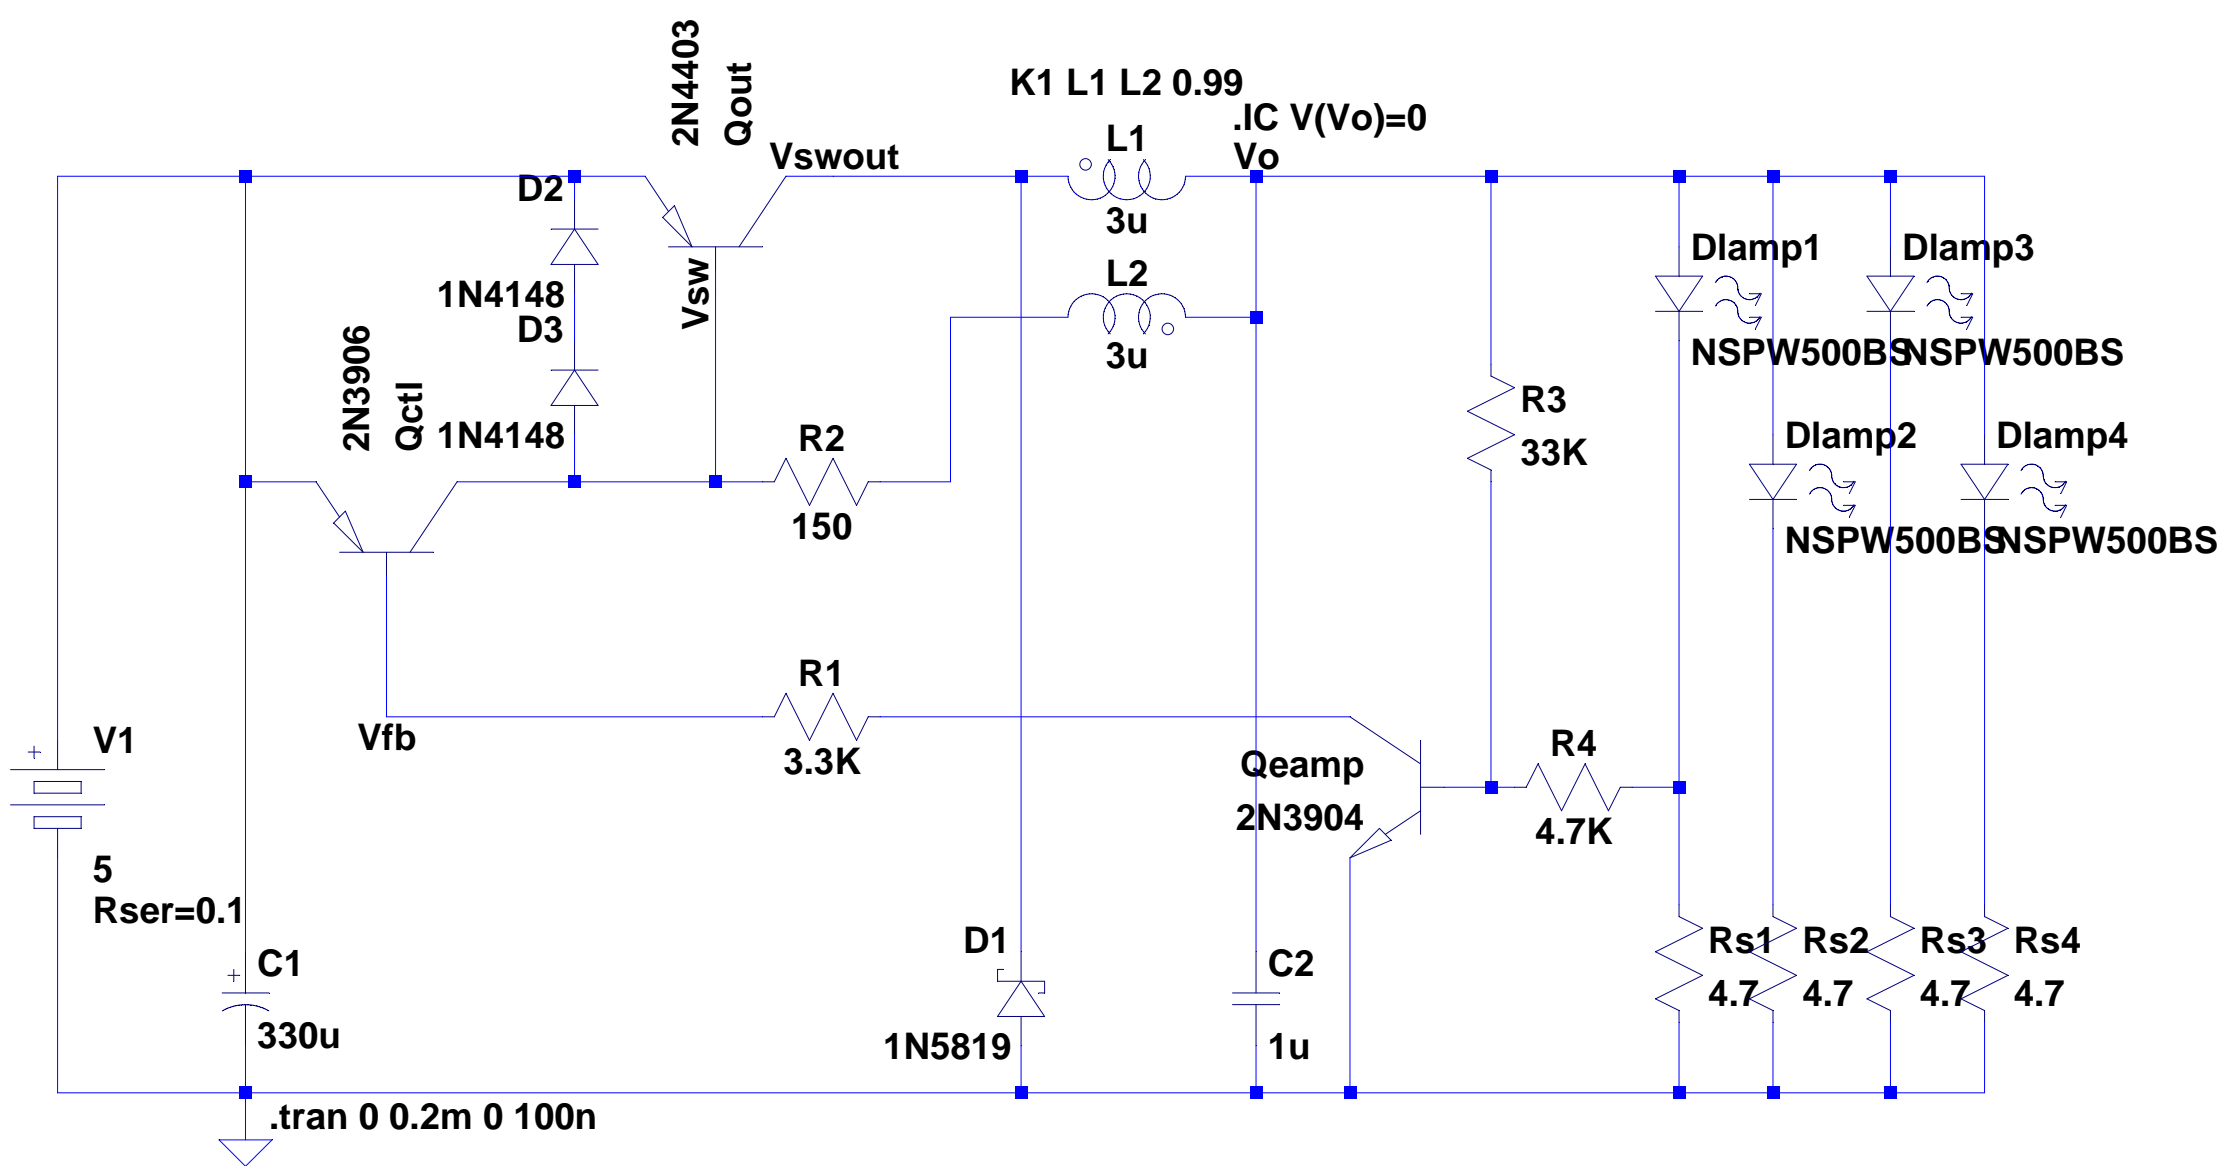 2N4403
Qout
K1 L1 L2 0.99
.IC V(Vo)=0
L1
Vswout
Vo
D2
3u
Dlamp1
Dlamp3
Vsw
L2
1N4148
D3
2N3906
Qctl
3u
NSPW500BS
NSPW500BS
R3
33K
1N4148
R2
Dlamp2
Dlamp4
150
NSPW500BS
NSPW500BS
R1
Vfb
3.3K
+
V1
Qeamp
2N3904
R4
4.7K
5
Rser=0.1
D1
Rs1
Rs2
Rs3
Rs4
+
C1
C2
4.7
4.7
4.7
4.7
330u
1N5819
1u
.tran 0 0.2m 0 100n